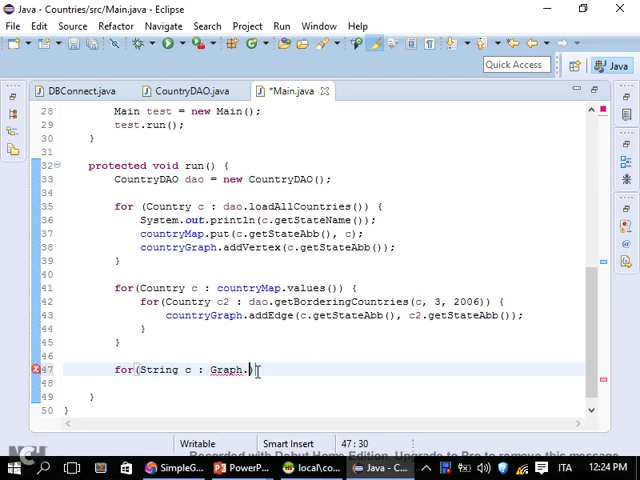 Java - Countries/src/Main.java - Eclipse
File Edit Source Refactor Navigate Search Project Run Window Help
Quick Access
Java
DBConnect.java CountryDAO.java *Main.java
28 Main test = new Main();
29 test.run();
30 }
31
32 protected void run() {
33 CountryDAO dao = new CountryDAO();
34
35 for (Country c : dao.loadAllCountries()) {
36 System.out.println(c.getStateName());
37 countryMap.put(c.getStateAbb(), c);
38 countryGraph.addVertex(c.getStateAbb());
39 }
40
41 for(Country c : countryMap.values()) {
42 for(Country c2 : dao.getBorderingCountries(c, 3, 2006)) {
43 countryGraph.addEdge(c.getStateAbb(), c2.getStateAbb());
44 }
45 }
46
47 for(String c : Graph.)
48
49 }
50 }
Writable Smart Insert 47 : 30
Recorded with Debut Home Edition. Upgrade to Pro to remove this message
NCH
SimpleG... PowerP... local\co... Java - C... ITA 12:24 PM